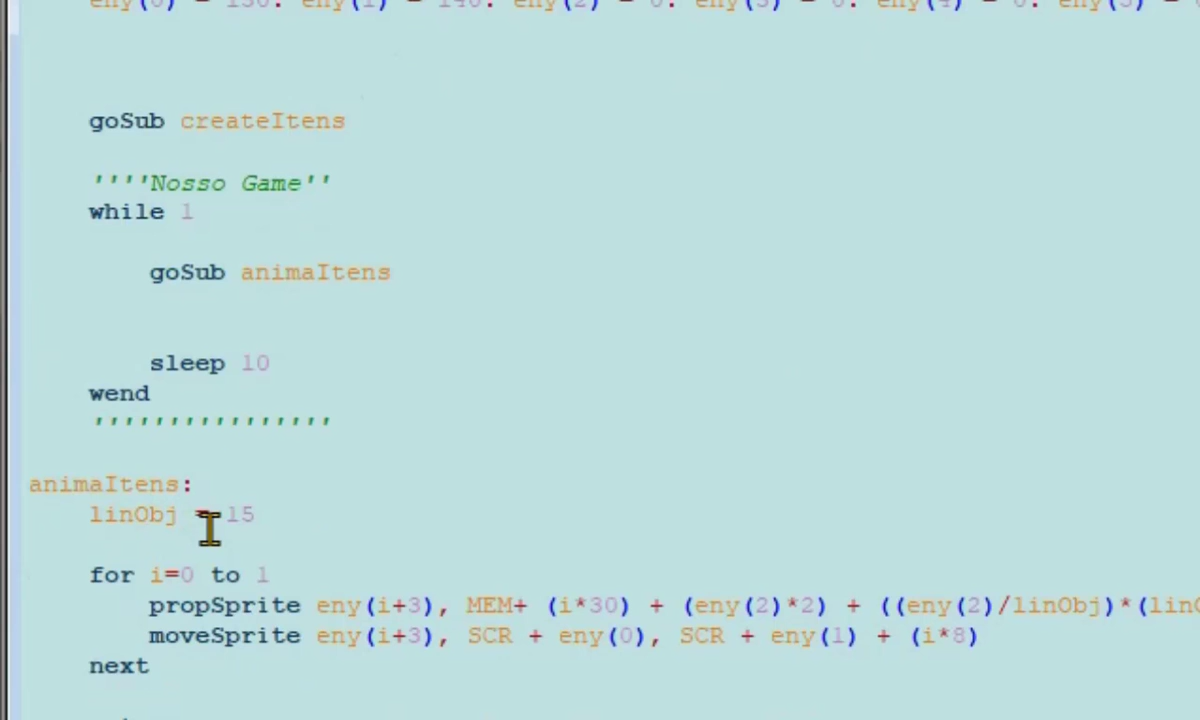 goSub createItens
''''Nosso Game''
while 1
goSub animaItens
sleep 10
wend
''''''''''''''''
animaItens:
linObj = 15
for i=0 to 1
propSprite eny(i+3), MEM+ (i*30) + (eny(2)*2) + ((eny(2)/linObj)*(lin
moveSprite eny(i+3), SCR + eny(0), SCR + eny(1) + (i*8)
next